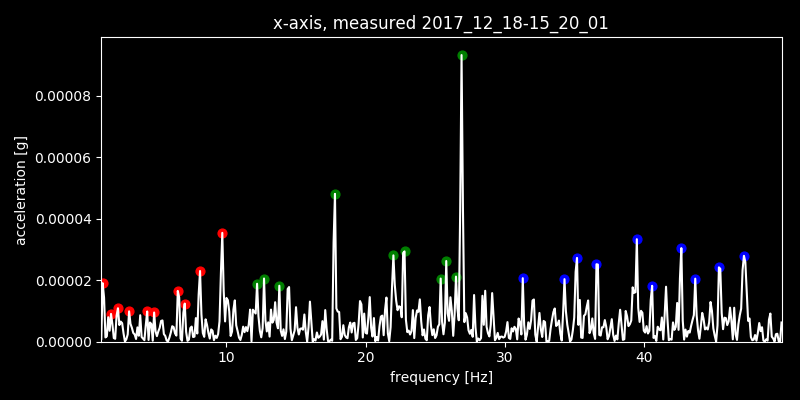 x-axis, measured 2017_12_18-15_20_01
acceleration [g]
0.00008
0.00006
0.00004
0.00002
0.00000
10 20 30 40
frequency [Hz]